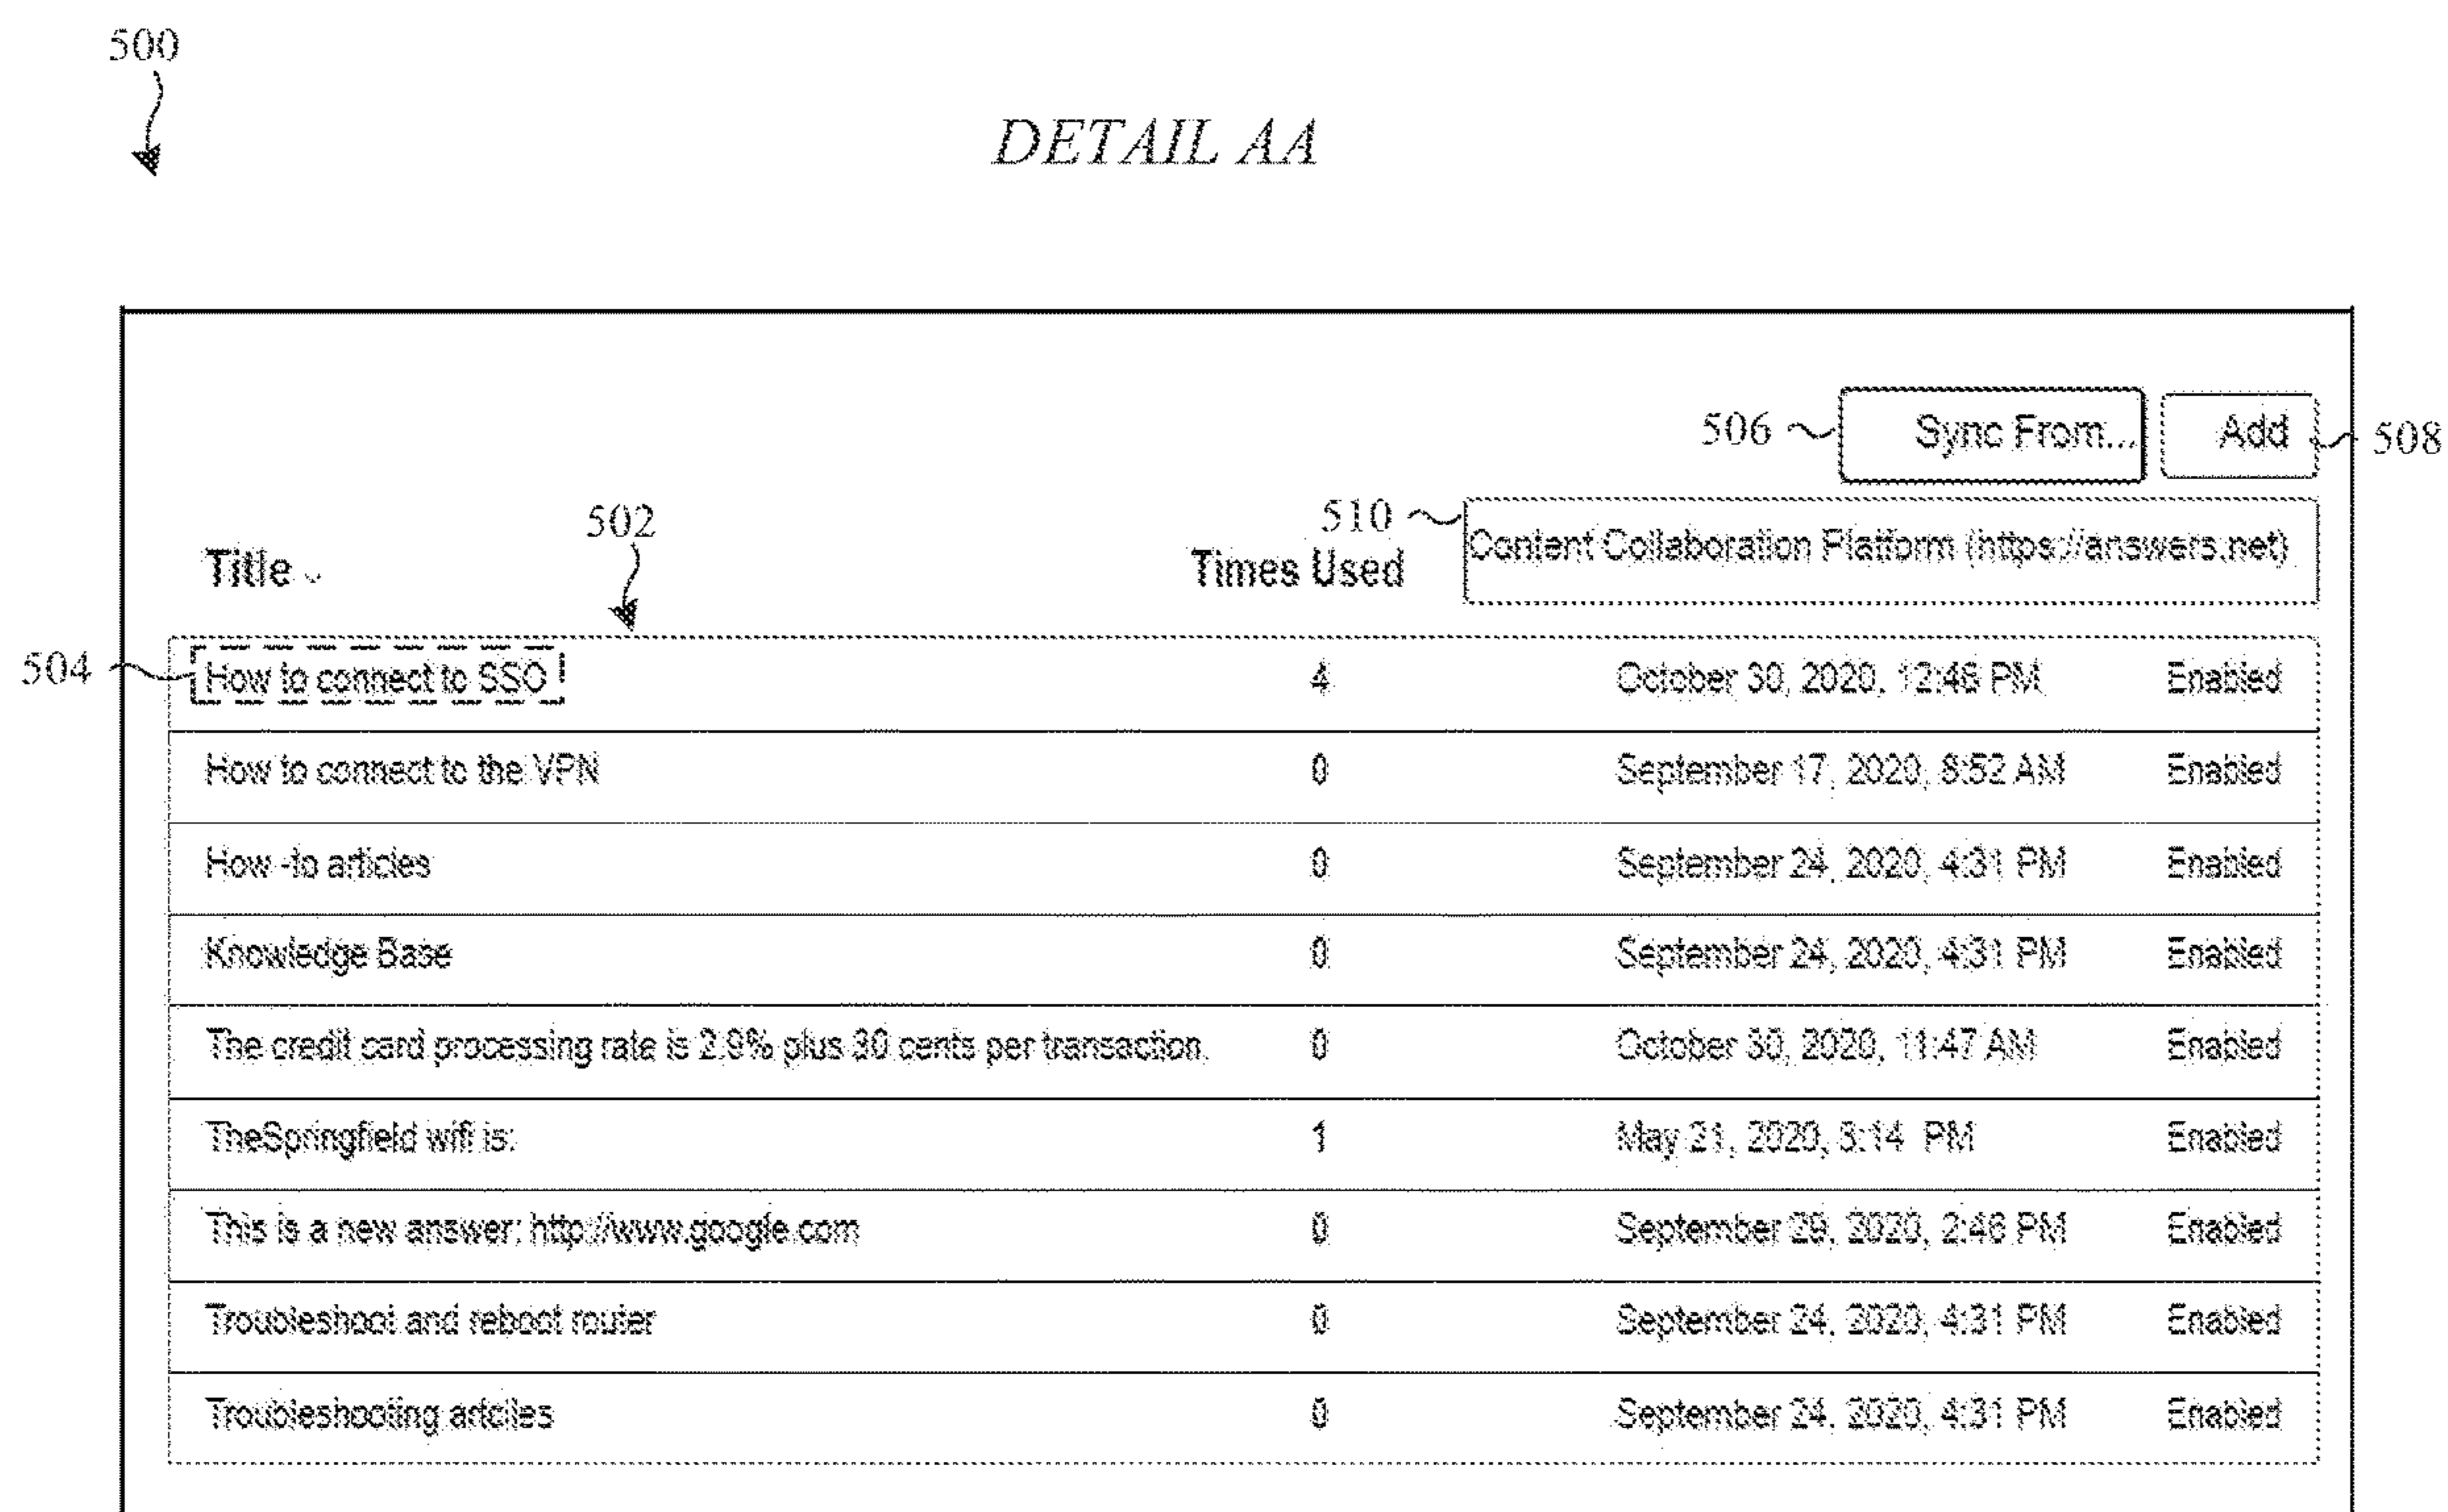 500
DETAIL AA
506 Sync From... Add 508
502 510 Content Collaboration Platform (https://answers.net)
Title Times Used
504 How to connect to SSO 4 October 30, 2020, 12:46 PM Enabled
How to connect to the VPN 0 September 17, 2020, 8:52 AM Enabled
How -to articles 0 September 24, 2020, 4:31 PM Enabled
Knowledge Base 0 September 24, 2020, 4:31 PM Enabled
The credit card processing rate is 2.9% plus 30 cents per transaction. 0 October 30, 2020, 11:47 AM Enabled
TheSpringfield wifi is: 1 May 21, 2020, PM Enabled
This is a new answer: http://www.google.com 0 September 29, 2020, 2:46 PM Enabled
Troubleshoot and reboot router 0 September 24, 2020, 4:31 PM Enabled
Troubleshooting artciles 0 September 24, 2020, 4:31 PM Enabled